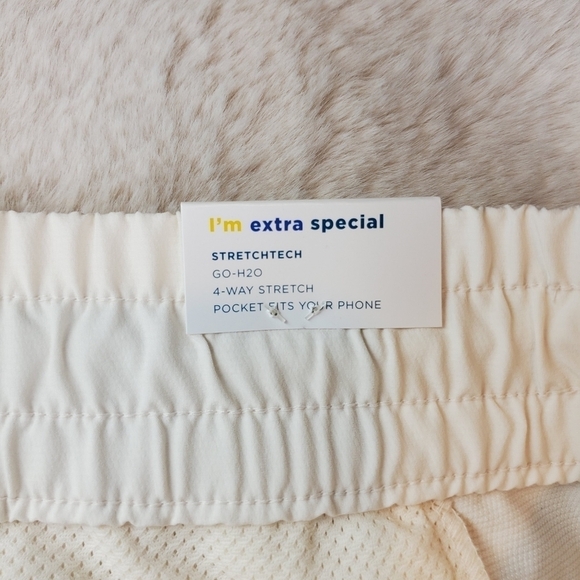 I'm extra special
STRETCHTECH
GO-H2O
4-WAY STRETCH
POCKET FITS YOUR PHONE